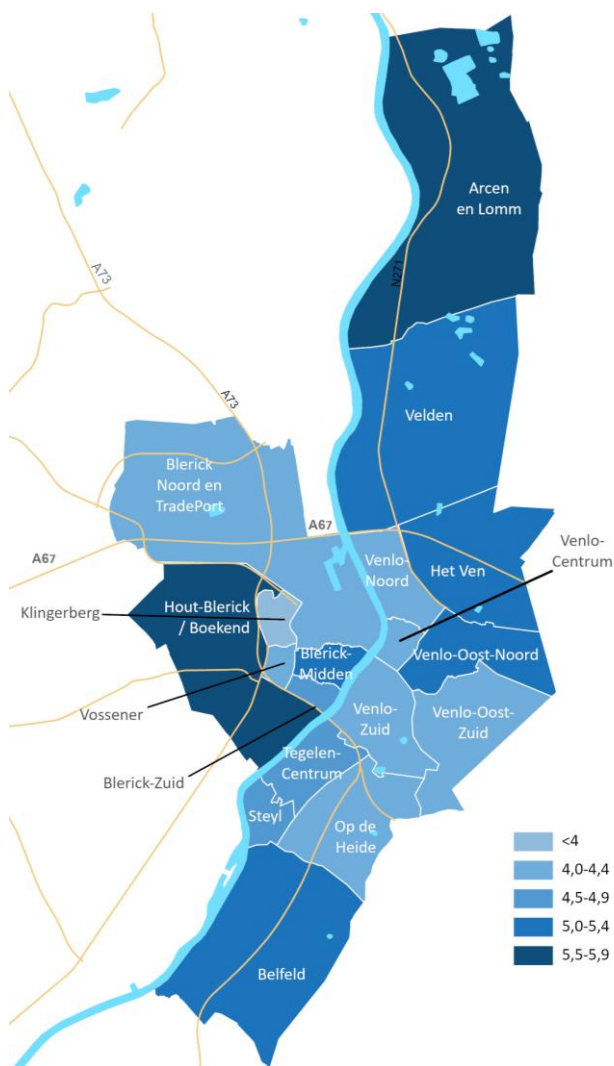 Arcen
en Lomm
A73
N271
A73
Velden
Blerick
Noord en
TradePort
A67
A67
Venlo-
Noord
Het Ven
Venlo-
Centrum
Klingerberg
Hout-Blerick
/ Boekend
Blerick-
Midden
Venlo-Oost-Noord
Vossener
Venlo-
Zuid
Venlo-Oost-
Zuid
Blerick-Zuid
Tegelen-
Centrum
Steyl
Op de
Heide
Belfeld
<4
4,0-4,4
4,5-4,9
5,0-5,4
5,5-5,9